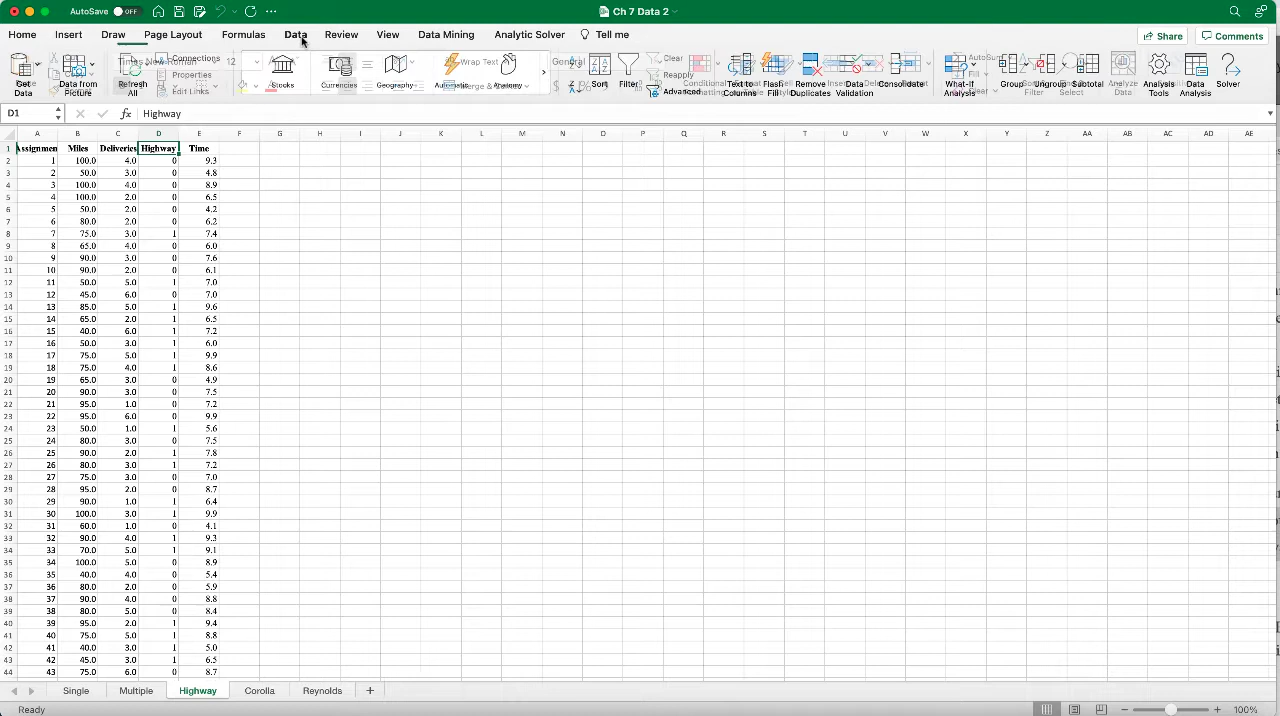 AutoSave OFF Ch 7 Data 2
Home Insert Draw Page Layout Formulas Data Review View Data Mining Analytic Solver Tell me Share Comments
Get Data Data from Picture Refresh All Connections Properties Stocks Currencies Geography Automatic Anatomy Sort Filter Clear Reapply Advanced Text to Columns Flash Fill Remove Duplicates Data Validation Consolidate What-if Analysis Group Ungroup Subtotal Analyze Data Analysis Tools Data Analysis Solver
D1 fx Highway
A B C D E F G H I J K L M N O P Q R S T U V W X Y Z AA AB AC AD AE
1 Assignmen Miles Deliveries Highway Time
2 1 100.0 4.0 0 9.3
3 2 50.0 3.0 0 4.8
4 3 100.0 4.0 0 8.9
5 4 100.0 2.0 0 6.5
6 5 50.0 2.0 0 4.2
7 6 80.0 2.0 0 6.2
8 7 75.0 3.0 1 7.4
9 8 65.0 4.0 0 6.0
10 9 90.0 3.0 0 7.6
11 10 90.0 2.0 0 6.1
12 11 50.0 5.0 1 7.0
13 12 45.0 6.0 0 7.0
14 13 85.0 5.0 1 9.6
15 14 65.0 2.0 1 6.5
16 15 40.0 6.0 1 7.2
17 16 50.0 3.0 1 6.0
18 17 75.0 5.0 1 9.9
19 18 75.0 4.0 1 8.6
20 19 65.0 3.0 0 4.9
21 20 90.0 3.0 0 7.5
22 21 95.0 1.0 0 7.2
23 22 95.0 6.0 0 9.9
24 23 50.0 1.0 1 5.6
25 24 80.0 3.0 0 7.5
26 25 90.0 2.0 1 7.8
27 26 80.0 3.0 1 7.2
28 27 75.0 3.0 0 7.0
29 28 95.0 2.0 0 8.7
30 29 90.0 1.0 1 6.4
31 30 100.0 3.0 1 9.9
32 31 60.0 1.0 0 4.1
33 32 90.0 4.0 1 9.3
34 33 70.0 5.0 1 9.1
35 34 100.0 5.0 0 8.9
36 35 40.0 4.0 0 5.4
37 36 80.0 2.0 0 5.9
38 37 90.0 4.0 0 8.8
39 38 80.0 5.0 0 8.4
40 39 95.0 2.0 1 9.4
41 40 75.0 5.0 1 8.8
42 41 40.0 3.0 1 5.0
43 42 45.0 3.0 1 6.5
44 43 75.0 6.0 0 8.7
Single Multiple Highway Corolla Reynolds +
Ready 100%